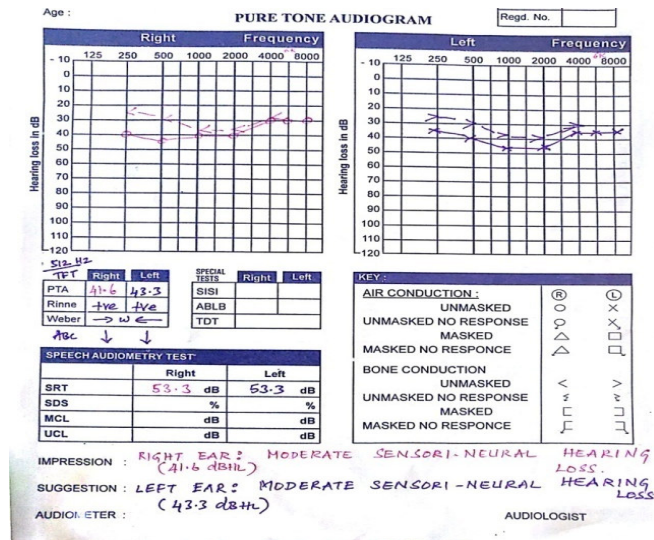 Age :
PURE TONE AUDIOGRAM
Regd. No.
Right Frequency
125 250 500 1000 2000 4000 8000
Hearing loss in dB
- 10
0
10
20
30
40
50
60
70
80
90
100
110
120
Left Frequency
125 250 500 1000 2000 4000 8000
Hearing loss in dB
- 10
0
10
20
30
40
50
60
70
80
90
100
110
120
512 HZ
TFT Right Left
PTA 41.6 43.3
Rinne +ve +ve
Weber → W ←
ABC ↓ ↓
SPECIAL TESTS Right Left
SISI
ABLB
TDT
SPEECH AUDIOMETRY TEST
Right Left
SRT 53.3 dB 53.3 dB
SDS % %
MCL dB dB
UCL dB dB
KEY :
AIR CONDUCTION : R L
UNMASKED O X
UNMASKED NO RESPONSE
MASKED △ □
MASKED NO RESPONCE
BONE CONDUCTION
UNMASKED < >
UNMASKED NO RESPONSE
MASKED [ ]
MASKED NO RESPONCE
IMPRESSION : RIGHT EAR : MODERATE SENSORI-NEURAL HEARING LOSS.
(41.6 dBHL)
SUGGESTION : LEFT EAR : MODERATE SENSORI-NEURAL HEARING LOSS
(43.3 dBHL)
AUDIOMETER :
AUDIOLOGIST